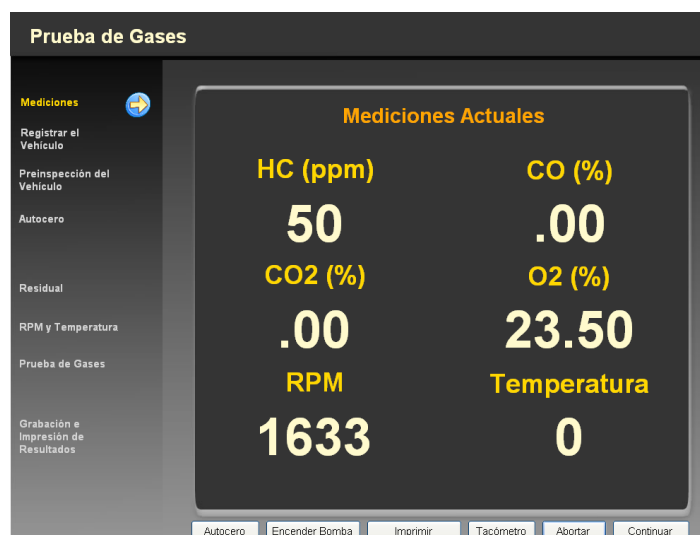 Prueba de Gases
Mediciones
Registrar el
Vehículo
Preinspección del
Vehículo
Autocero
Residual
RPM y Temperatura
Prueba de Gases
Grabación e
Impresión de
Resultados
Mediciones Actuales
HC (ppm)
CO (%)
50
.00
CO2 (%)
O2 (%)
.00
23.50
RPM
Temperatura
1633
0
Autocero
Encender Bomba
Imprimir
Tacómetro
Abortar
Continuar